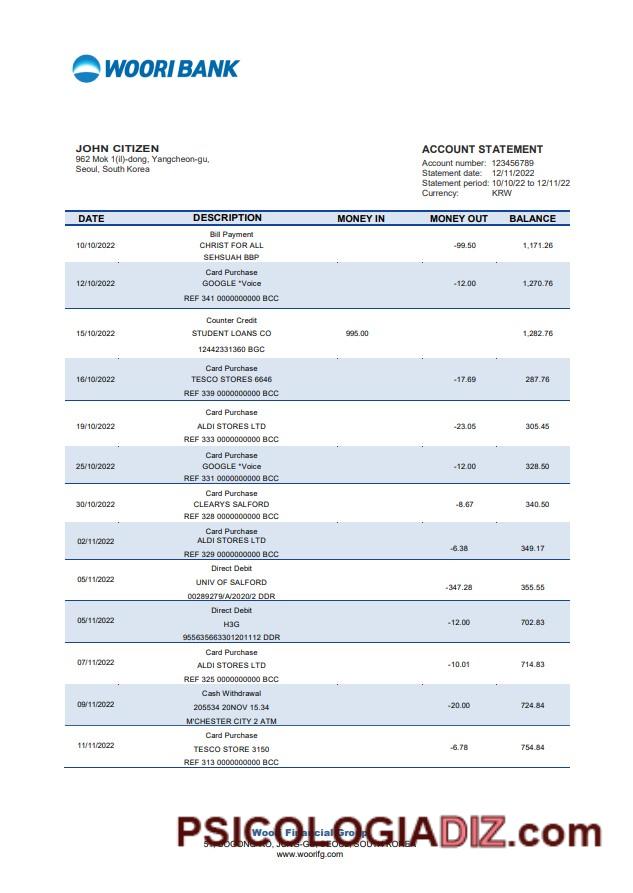 WOORI BANK
JOHN CITIZEN
962 Mok 1(il)-dong, Yangcheon-gu,
Seoul, South Korea
ACCOUNT STATEMENT
Account number: 123456789
Statement date: 12/11/2022
Statement period: 10/10/22 to 12/11/22
Currency: KRW
DATE DESCRIPTION MONEY IN MONEY OUT BALANCE
Bill Payment
10/10/2022 CHRIST FOR ALL -99.50 1,171.26
SEHSUAH BBP
Card Purchase
12/10/2022 GOOGLE *Voice -12.00 1,270.76
REF 341 0000000000 BCC
Counter Credit
15/10/2022 STUDENT LOANS CO 995.00 1,282.76
12442331360 BGC
Card Purchase
16/10/2022 TESCO STORES 6646 -17.69 287.76
REF 339 0000000000 BCC
Card Purchase
19/10/2022 ALDI STORES LTD -23.05 305.45
REF 333 0000000000 BCC
Card Purchase
25/10/2022 GOOGLE *Voice -12.00 328.50
REF 331 0000000000 BCC
Card Purchase
30/10/2022 CLEARYS SALFORD -8.67 340.50
REF 328 0000000000 BCC
Card Purchase
02/11/2022 ALDI STORES LTD -6.38 349.17
REF 329 0000000000 BCC
Direct Debit
05/11/2022 UNIV OF SALFORD -347.28 355.55
00289279/A/2020/2 DDR
Direct Debit
05/11/2022 H3G -12.00 702.83
955635663301201112 DDR
Card Purchase
07/11/2022 ALDI STORES LTD -10.01 714.83
REF 325 0000000000 BCC
Cash Withdrawal
09/11/2022 205534 20NOV 15.34 -20.00 724.84
M'CHESTER CITY 2 ATM
Card Purchase
11/11/2022 TESCO STORE 3150 -6.78 754.84
REF 313 0000000000 BCC
PSICOLOGIADIZ.com
Woori Financial Group
51, SOGONG-RO, JUNG-GU, SEOUL, SOUTH KOREA
www.woorifg.com